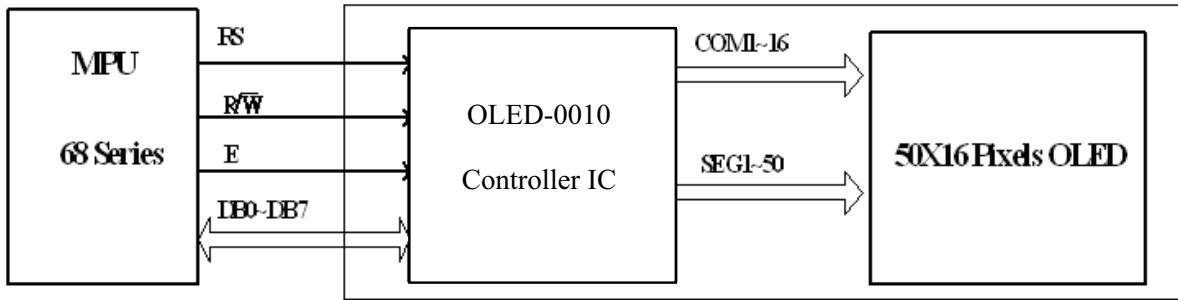 MPU
68 Series
RS
R/W̅
E
DB0~DB7
OLED-0010
Controller IC
COM1~16
SEG1~50
50X16 Pixels OLED